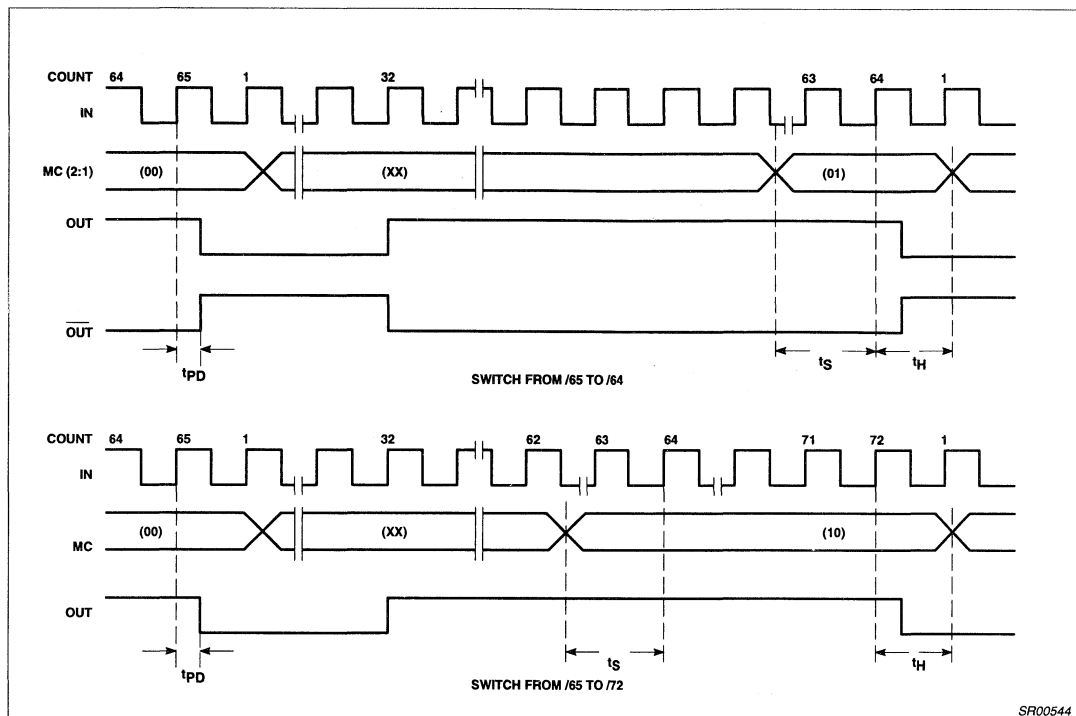 COUNT 64 65 1 32 63 64 1
IN
MC (2:1) (00) (XX) (01)
OUT
OUT
tPD tS tH
SWITCH FROM /65 TO /64
COUNT 64 65 1 32 62 63 64 71 72 1
IN
MC (00) (XX) (10)
OUT
tPD tS tH
SWITCH FROM /65 TO /72
SR00544